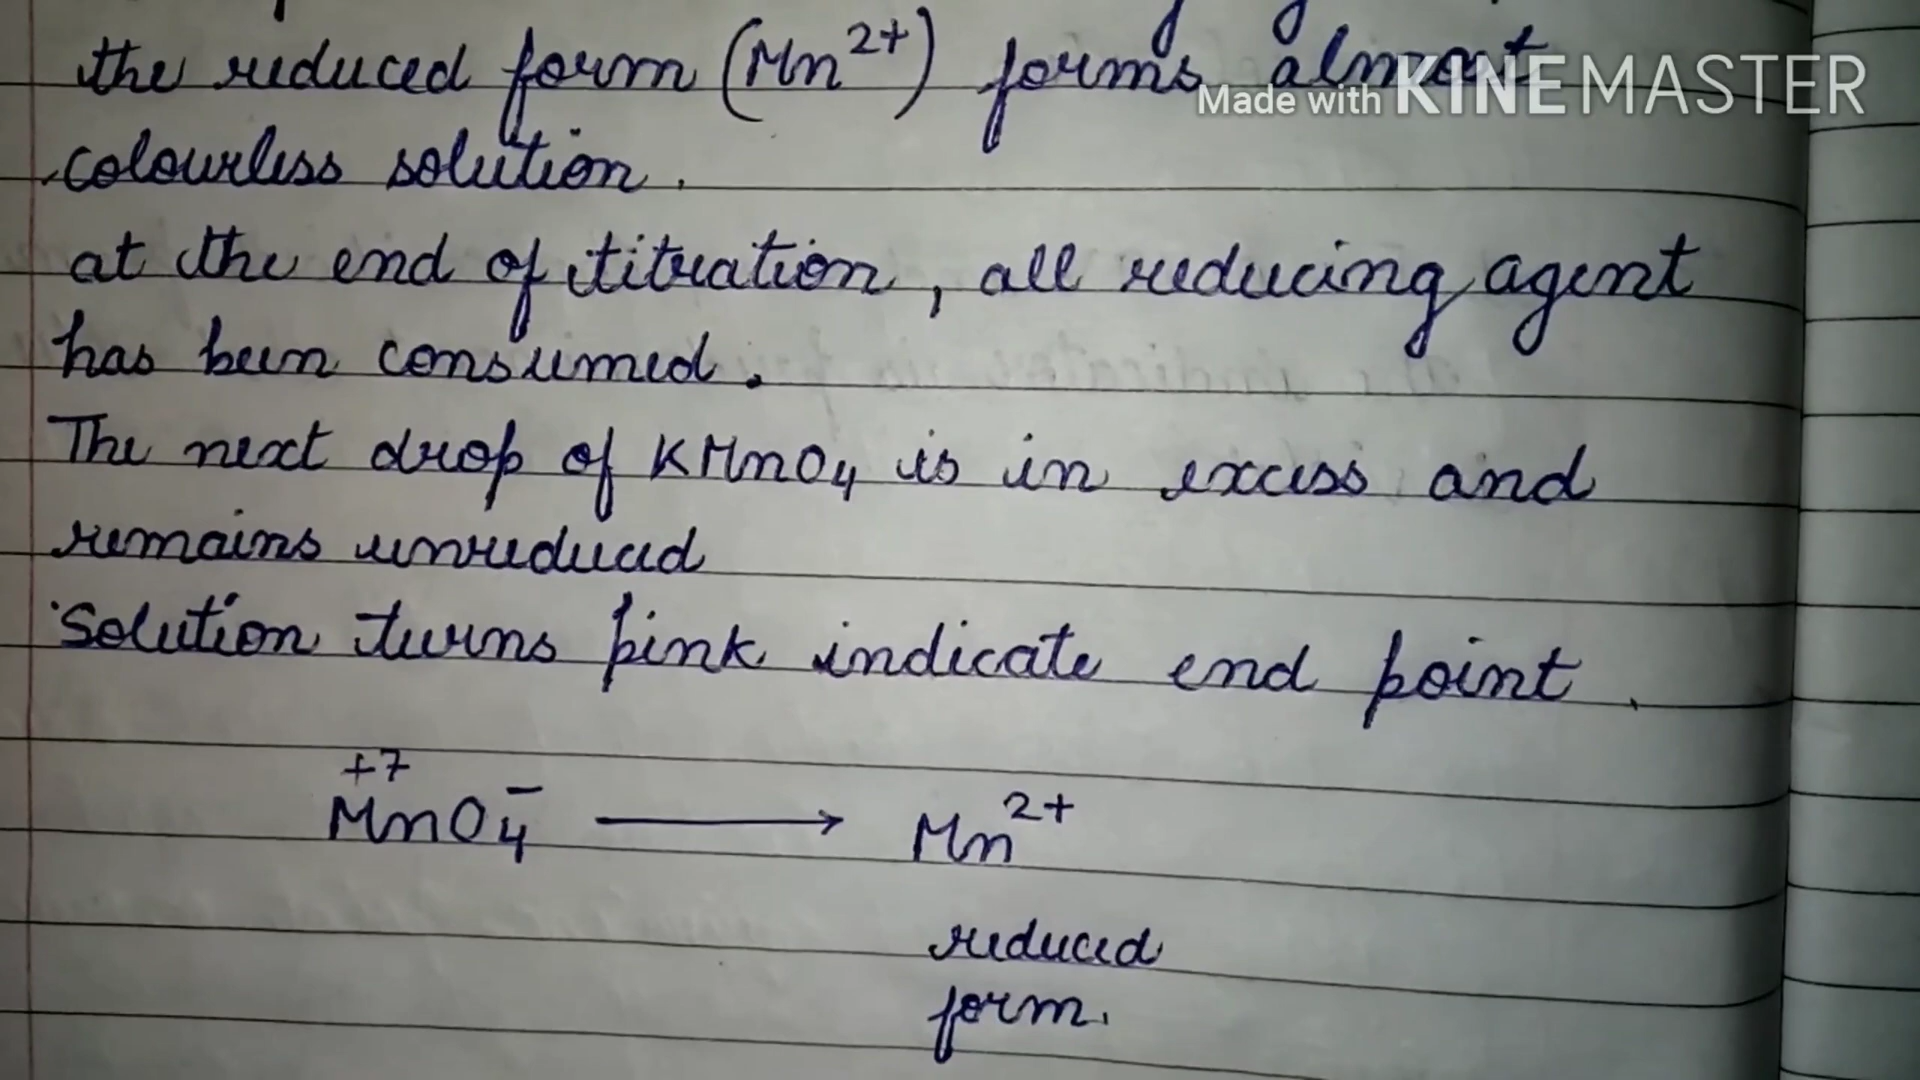 the reduced form (Mn²⁺) forms almost
Made with KINEMASTER
colourless solution.
at the end of titration, all reducing agent
has been consumed.
The next drop of KMnO₄ is in excess and
remains unreduced
Solution turns pink indicate end point.
+7
MnO₄⁻ ⟶ Mn²⁺
reduced
form.